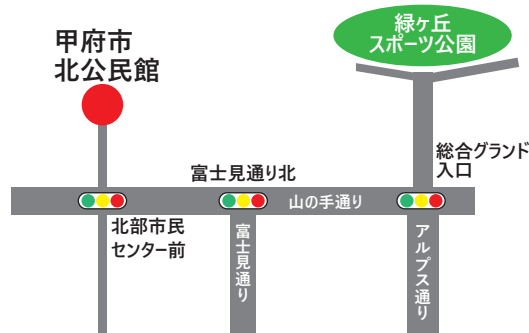 甲府市
北公民館
緑ヶ丘
スポーツ公園
総合グランド
入口
富士見通り北
山の手通り
北部市民
センター前
富士見通り
アルプス通り